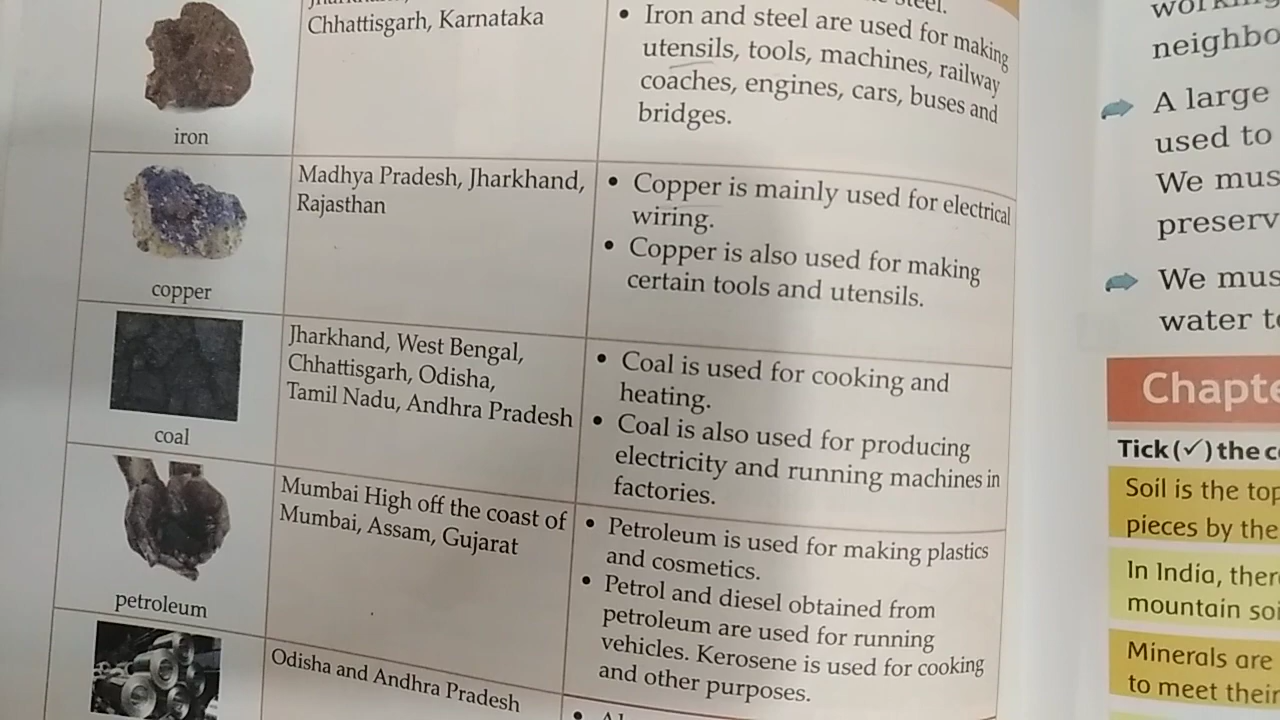 Chhattisgarh, Karnataka
steel.
• Iron and steel are used for making
utensils, tools, machines, railway
coaches, engines, cars, buses and
bridges.
iron
Madhya Pradesh, Jharkhand,
Rajasthan
• Copper is mainly used for electrical
wiring.
• Copper is also used for making
certain tools and utensils.
copper
Jharkhand, West Bengal,
Chhattisgarh, Odisha,
Tamil Nadu, Andhra Pradesh
• Coal is used for cooking and
heating.
• Coal is also used for producing
electricity and running machines in
factories.
coal
Mumbai High off the coast of
Mumbai, Assam, Gujarat
• Petroleum is used for making plastics
and cosmetics.
• Petrol and diesel obtained from
petroleum are used for running
vehicles. Kerosene is used for cooking
and other purposes.
petroleum
Odisha and Andhra Pradesh
neighbo
A large
used to
We mus
preserv
We mus
water t
Chapte
Tick (✓) the c
Soil is the top
pieces by the
In India, ther
mountain soi
Minerals are
to meet their